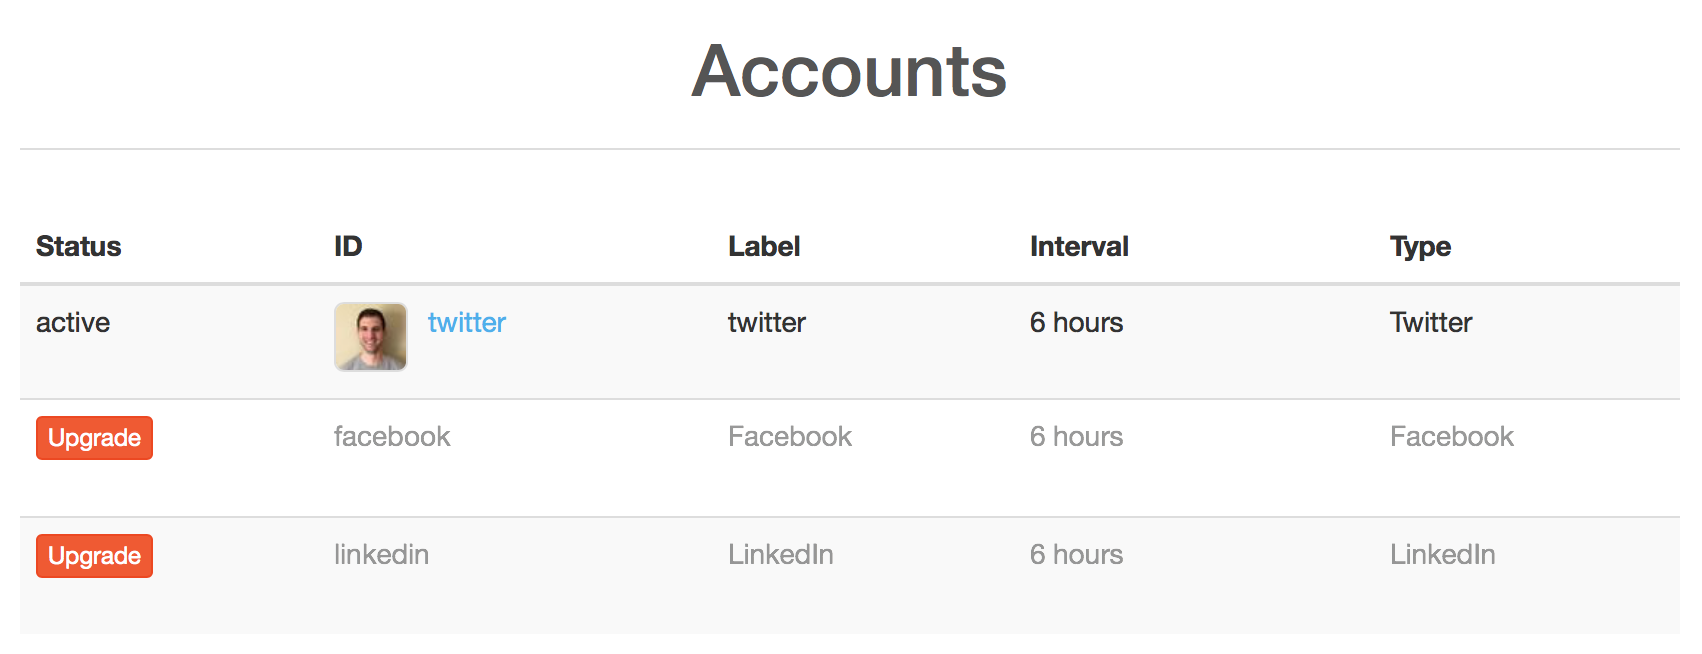 Accounts
Status ID Label Interval Type
active twitter twitter 6 hours Twitter
Upgrade facebook Facebook 6 hours Facebook
Upgrade linkedin LinkedIn 6 hours LinkedIn